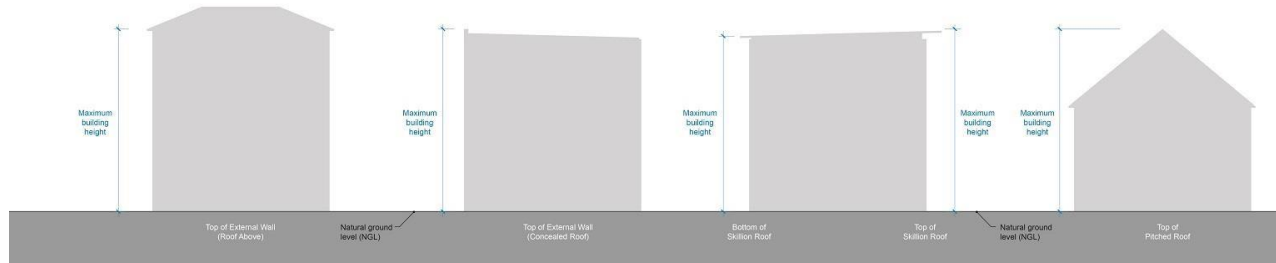 Maximum
building
height
Maximum
building
height
Maximum
building
height
Maximum
building
height
Maximum
building
height
Top of External Wall
(Roof Above)
Natural ground
level (NGL)
Top of External Wall
(Concealed Roof)
Bottom of
Skillion Roof
Top of
Skillion Roof
Natural ground
level (NGL)
Top of
Pitched Roof